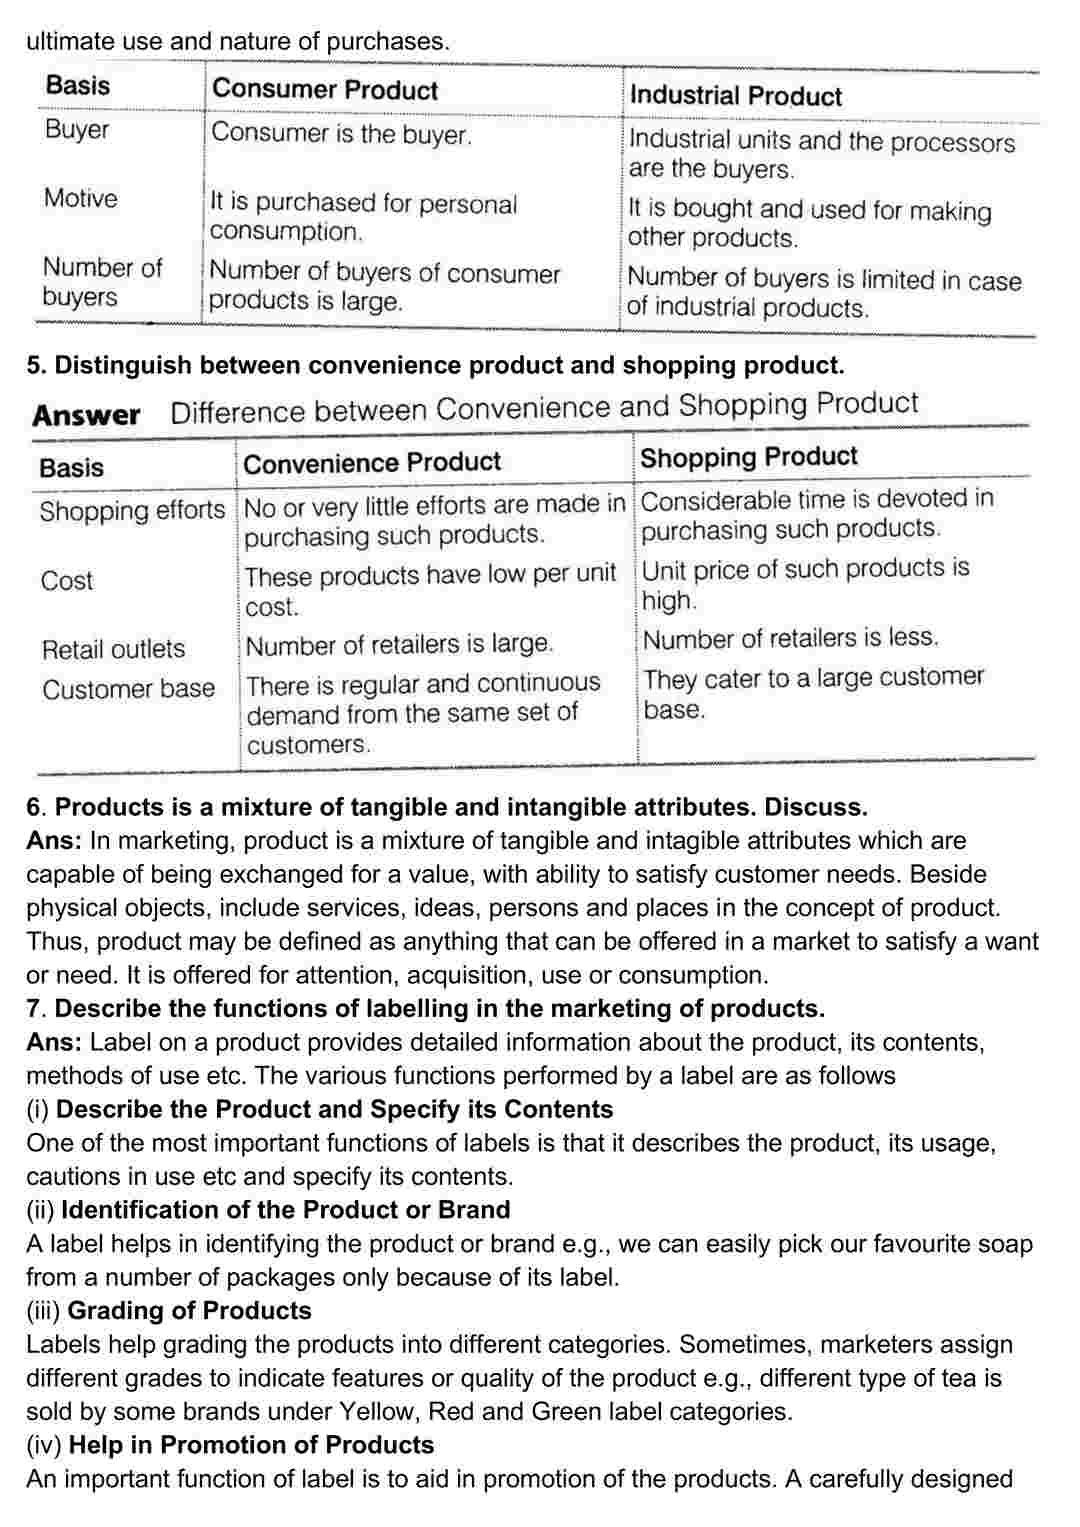 ultimate use and nature of purchases.
Basis Consumer Product Industrial Product
Buyer Consumer is the buyer. Industrial units and the processors
are the buyers.
Motive It is purchased for personal It is bought and used for making
consumption. other products.
Number of Number of buyers of consumer Number of buyers is limited in case
buyers products is large. of industrial products.
5. Distinguish between convenience product and shopping product.
Answer Difference between Convenience and Shopping Product
Basis Convenience Product Shopping Product
Shopping efforts No or very little efforts are made in Considerable time is devoted in
purchasing such products. purchasing such products.
Cost These products have low per unit Unit price of such products is
cost. high.
Retail outlets Number of retailers is large. Number of retailers is less.
Customer base There is regular and continuous They cater to a large customer
demand from the same set of base.
customers.
6. Products is a mixture of tangible and intangible attributes. Discuss.
Ans: In marketing, product is a mixture of tangible and intagible attributes which are
capable of being exchanged for a value, with ability to satisfy customer needs. Beside
physical objects, include services, ideas, persons and places in the concept of product.
Thus, product may be defined as anything that can be offered in a market to satisfy a want
or need. It is offered for attention, acquisition, use or consumption.
7. Describe the functions of labelling in the marketing of products.
Ans: Label on a product provides detailed information about the product, its contents,
methods of use etc. The various functions performed by a label are as follows
(i) Describe the Product and Specify its Contents
One of the most important functions of labels is that it describes the product, its usage,
cautions in use etc and specify its contents.
(ii) Identification of the Product or Brand
A label helps in identifying the product or brand e.g., we can easily pick our favourite soap
from a number of packages only because of its label.
(iii) Grading of Products
Labels help grading the products into different categories. Sometimes, marketers assign
different grades to indicate features or quality of the product e.g., different type of tea is
sold by some brands under Yellow, Red and Green label categories.
(iv) Help in Promotion of Products
An important function of label is to aid in promotion of the products. A carefully designed